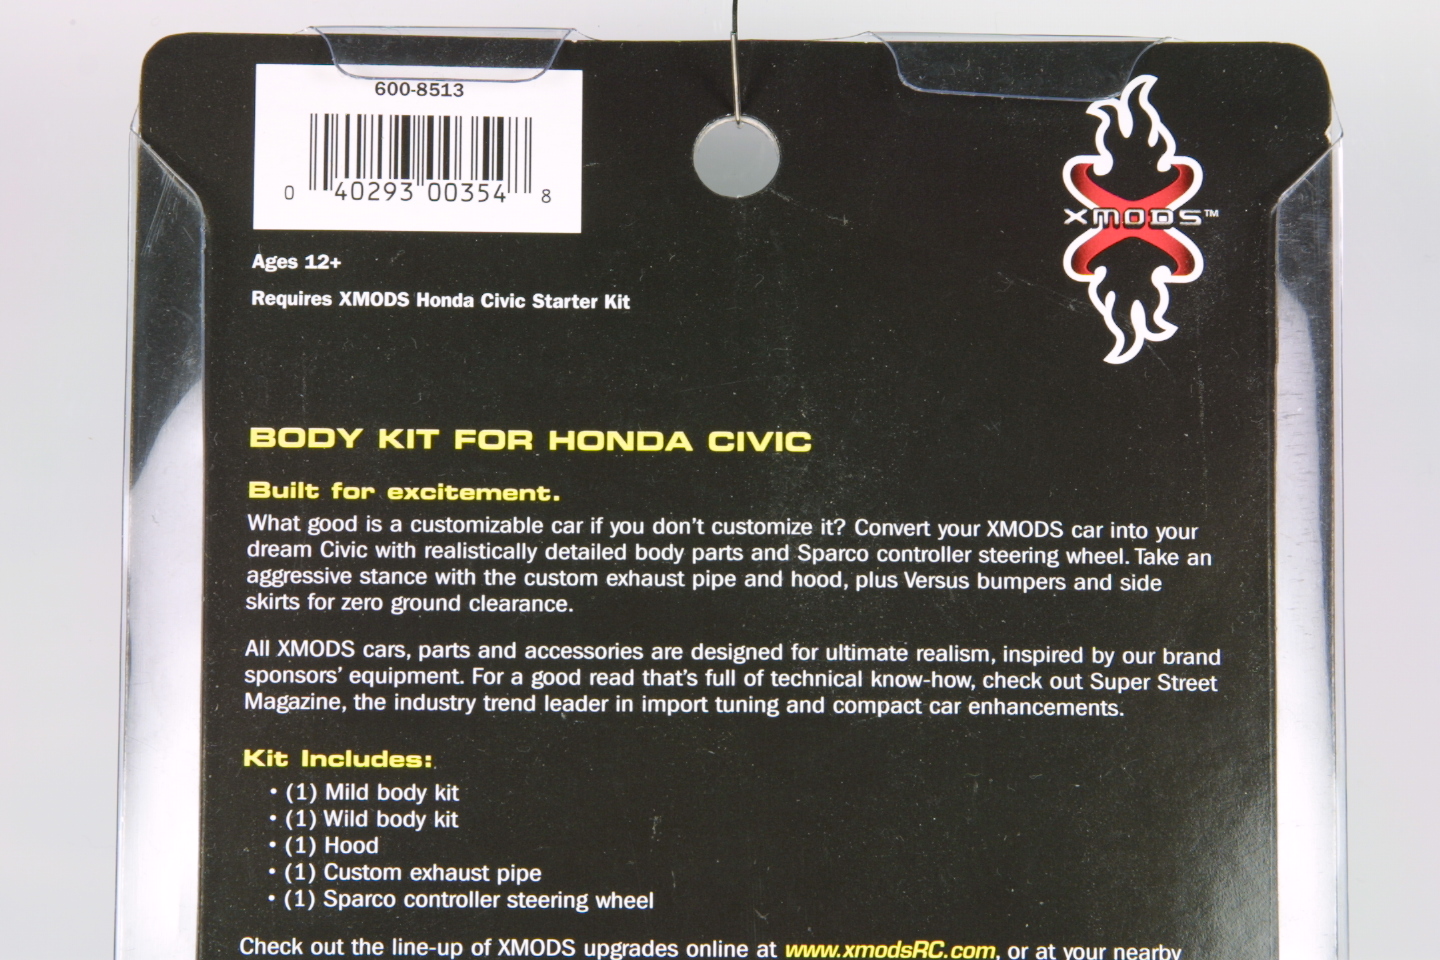 600-8513
0 40293 00354 8
Ages 12+
Requires XMODS Honda Civic Starter Kit
XMODS™
BODY KIT FOR HONDA CIVIC
Built for excitement.
What good is a customizable car if you don't customize it? Convert your XMODS car into your
dream Civic with realistically detailed body parts and Sparco controller steering wheel. Take an
aggressive stance with the custom exhaust pipe and hood, plus Versus bumpers and side
skirts for zero ground clearance.
All XMODS cars, parts and accessories are designed for ultimate realism, inspired by our brand
sponsors' equipment. For a good read that's full of technical know-how, check out Super Street
Magazine, the industry trend leader in import tuning and compact car enhancements.
Kit Includes:
• (1) Mild body kit
• (1) Wild body kit
• (1) Hood
• (1) Custom exhaust pipe
• (1) Sparco controller steering wheel
Check out the line-up of XMODS upgrades online at www.xmodsRC.com, or at your nearby